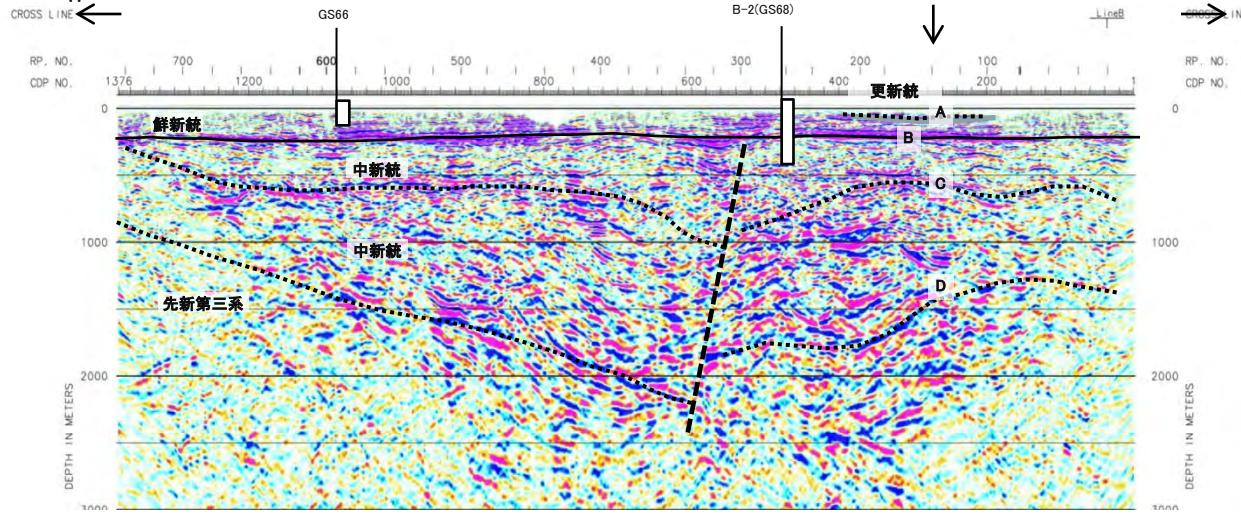 GS66
B-2(GS68)
CROSS LINE
LineB
RP. NO. 700 600 500 400 300 200 100 RP. NO.
CDP NO. 1376 1200 1000 800 600 400 200 1 CDP NO.
更新統
0 0
A
鮮新統
B
中新統
C
1000 1000
中新統
D
先新第三系
2000 2000
DEPTH IN METERS
DEPTH IN METERS
3000 3000